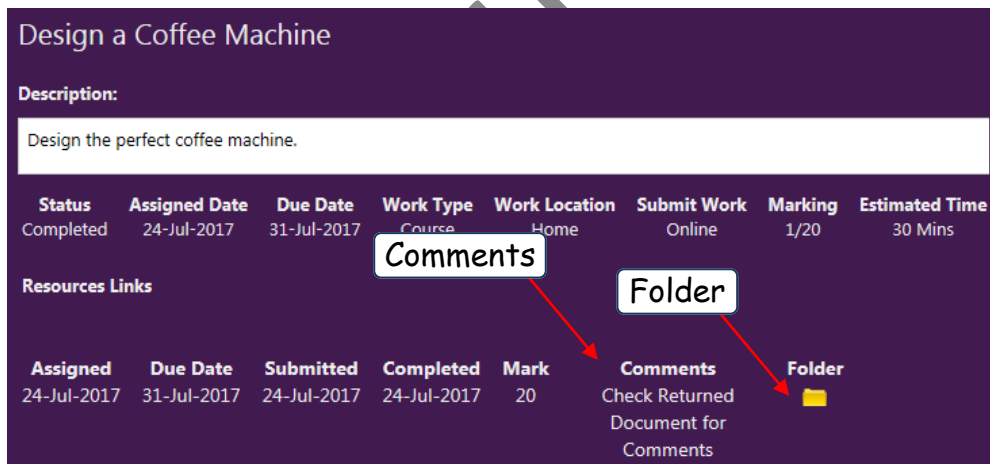 Design a Coffee Machine
Description:
Design the perfect coffee machine.
Status Assigned Date Due Date Work Type Work Location Submit Work Marking Estimated Time
Completed 24-Jul-2017 31-Jul-2017 Course Home Online 1/20 30 Mins
Comments
Resources Links
Folder
Assigned Due Date Submitted Completed Mark Comments Folder
24-Jul-2017 31-Jul-2017 24-Jul-2017 24-Jul-2017 20 Check Returned
Document for
Comments